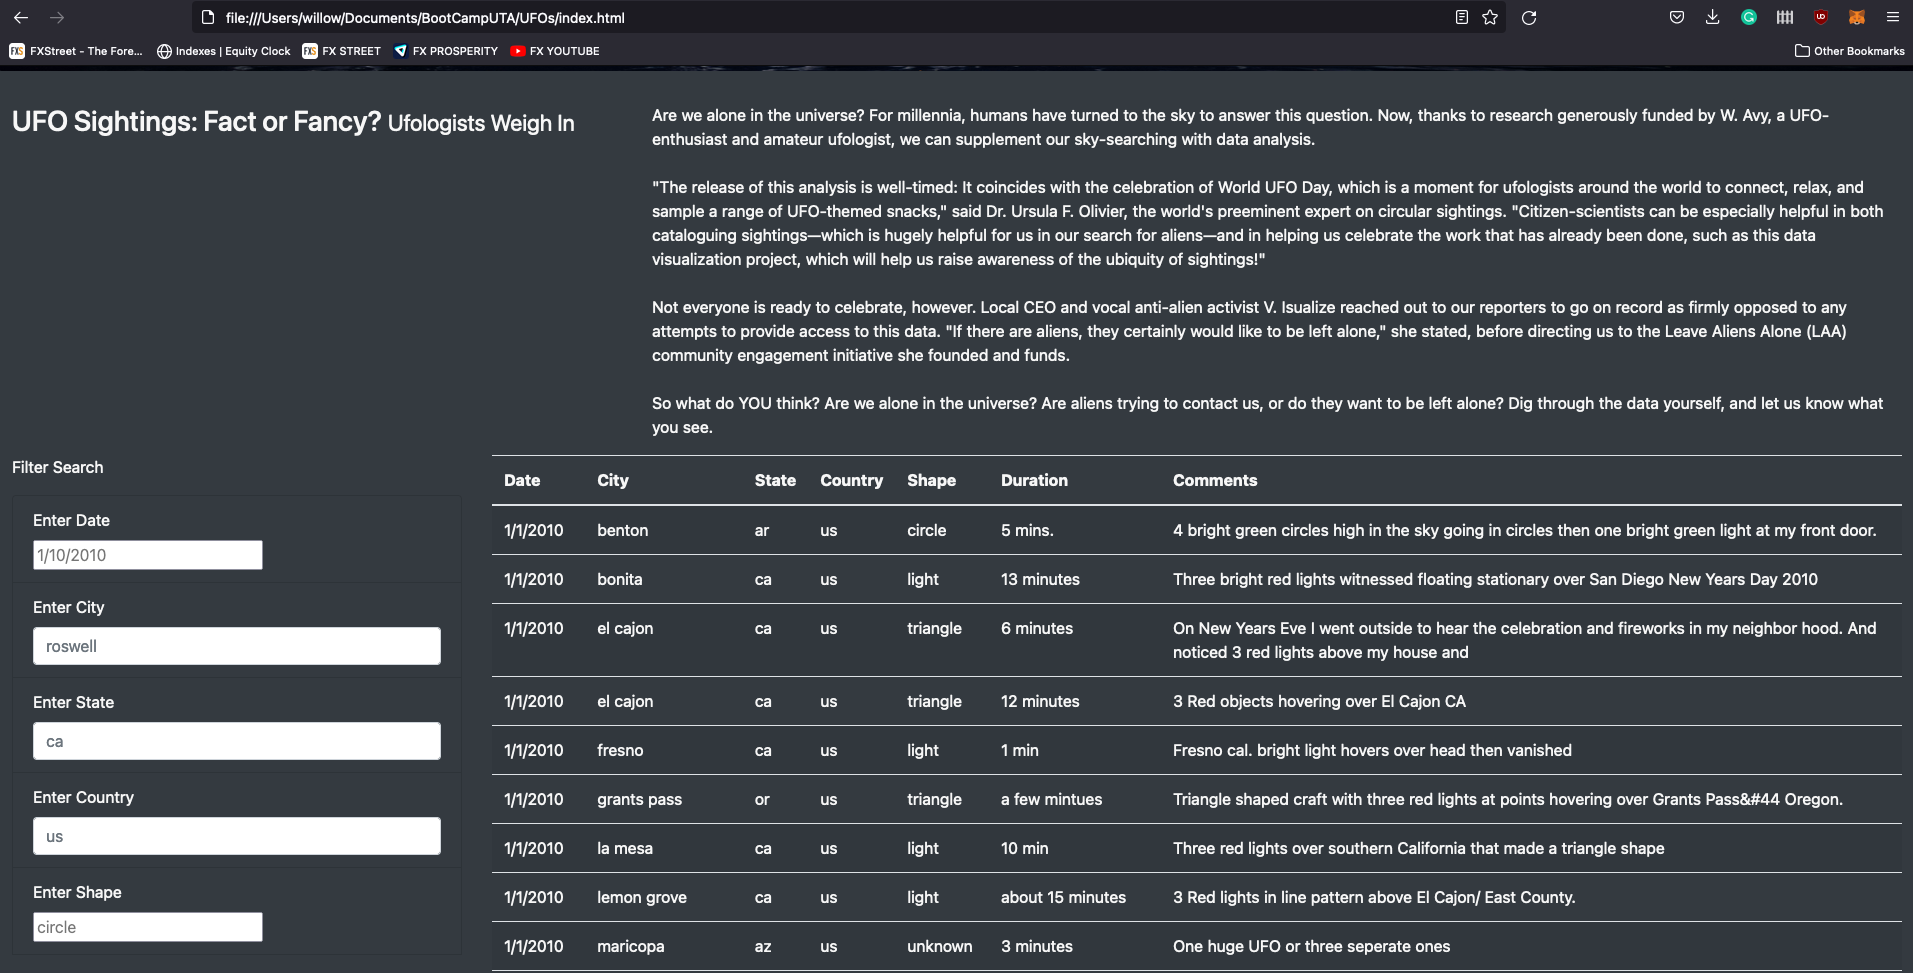 file:///Users/willow/Documents/BootCampUTA/UFOs/index.html
FXS FXStreet - The Fore... Indexes | Equity Clock FXS FX STREET FX PROSPERITY FX YOUTUBE Other Bookmarks
UFO Sightings: Fact or Fancy? Ufologists Weigh In
Are we alone in the universe? For millennia, humans have turned to the sky to answer this question. Now, thanks to research generously funded by W. Avy, a UFO-
enthusiast and amateur ufologist, we can supplement our sky-searching with data analysis.
"The release of this analysis is well-timed: It coincides with the celebration of World UFO Day, which is a moment for ufologists around the world to connect, relax, and
sample a range of UFO-themed snacks," said Dr. Ursula F. Olivier, the world's preeminent expert on circular sightings. "Citizen-scientists can be especially helpful in both
cataloguing sightings—which is hugely helpful for us in our search for aliens—and in helping us celebrate the work that has already been done, such as this data
visualization project, which will help us raise awareness of the ubiquity of sightings!"
Not everyone is ready to celebrate, however. Local CEO and vocal anti-alien activist V. Isualize reached out to our reporters to go on record as firmly opposed to any
attempts to provide access to this data. "If there are aliens, they certainly would like to be left alone," she stated, before directing us to the Leave Aliens Alone (LAA)
community engagement initiative she founded and funds.
So what do YOU think? Are we alone in the universe? Are aliens trying to contact us, or do they want to be left alone? Dig through the data yourself, and let us know what
you see.
Filter Search
Enter Date
1/10/2010
Enter City
roswell
Enter State
ca
Enter Country
us
Enter Shape
circle
Date City State Country Shape Duration Comments
1/1/2010 benton ar us circle 5 mins. 4 bright green circles high in the sky going in circles then one bright green light at my front door.
1/1/2010 bonita ca us light 13 minutes Three bright red lights witnessed floating stationary over San Diego New Years Day 2010
1/1/2010 el cajon ca us triangle 6 minutes On New Years Eve I went outside to hear the celebration and fireworks in my neighbor hood. And
noticed 3 red lights above my house and
1/1/2010 el cajon ca us triangle 12 minutes 3 Red objects hovering over El Cajon CA
1/1/2010 fresno ca us light 1 min Fresno cal. bright light hovers over head then vanished
1/1/2010 grants pass or us triangle a few mintues Triangle shaped craft with three red lights at points hovering over Grants Pass&#44 Oregon.
1/1/2010 la mesa ca us light 10 min Three red lights over southern California that made a triangle shape
1/1/2010 lemon grove ca us light about 15 minutes 3 Red lights in line pattern above El Cajon/ East County.
1/1/2010 maricopa az us unknown 3 minutes One huge UFO or three seperate ones